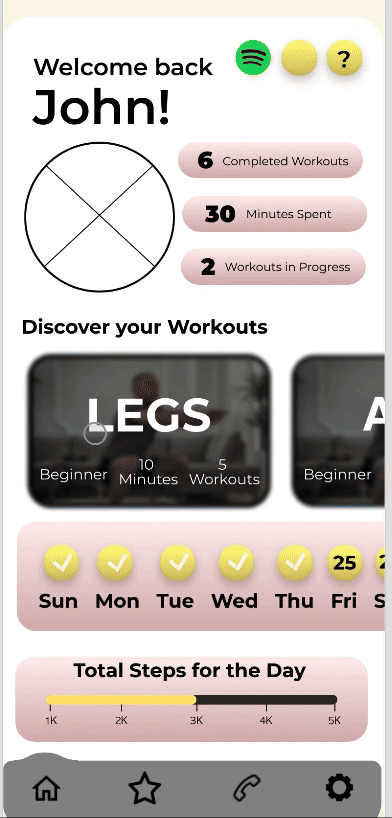 Welcome back
?
John!
6 Completed Workouts
30 Minutes Spent
2 Workouts in Progress
Discover your Workouts
LEGS
A
Beginner
10
Minutes
5
Workouts
Beginner
25
Sun Mon Tue Wed Thu Fri S
Total Steps for the Day
1K 2K 3K 4K 5K